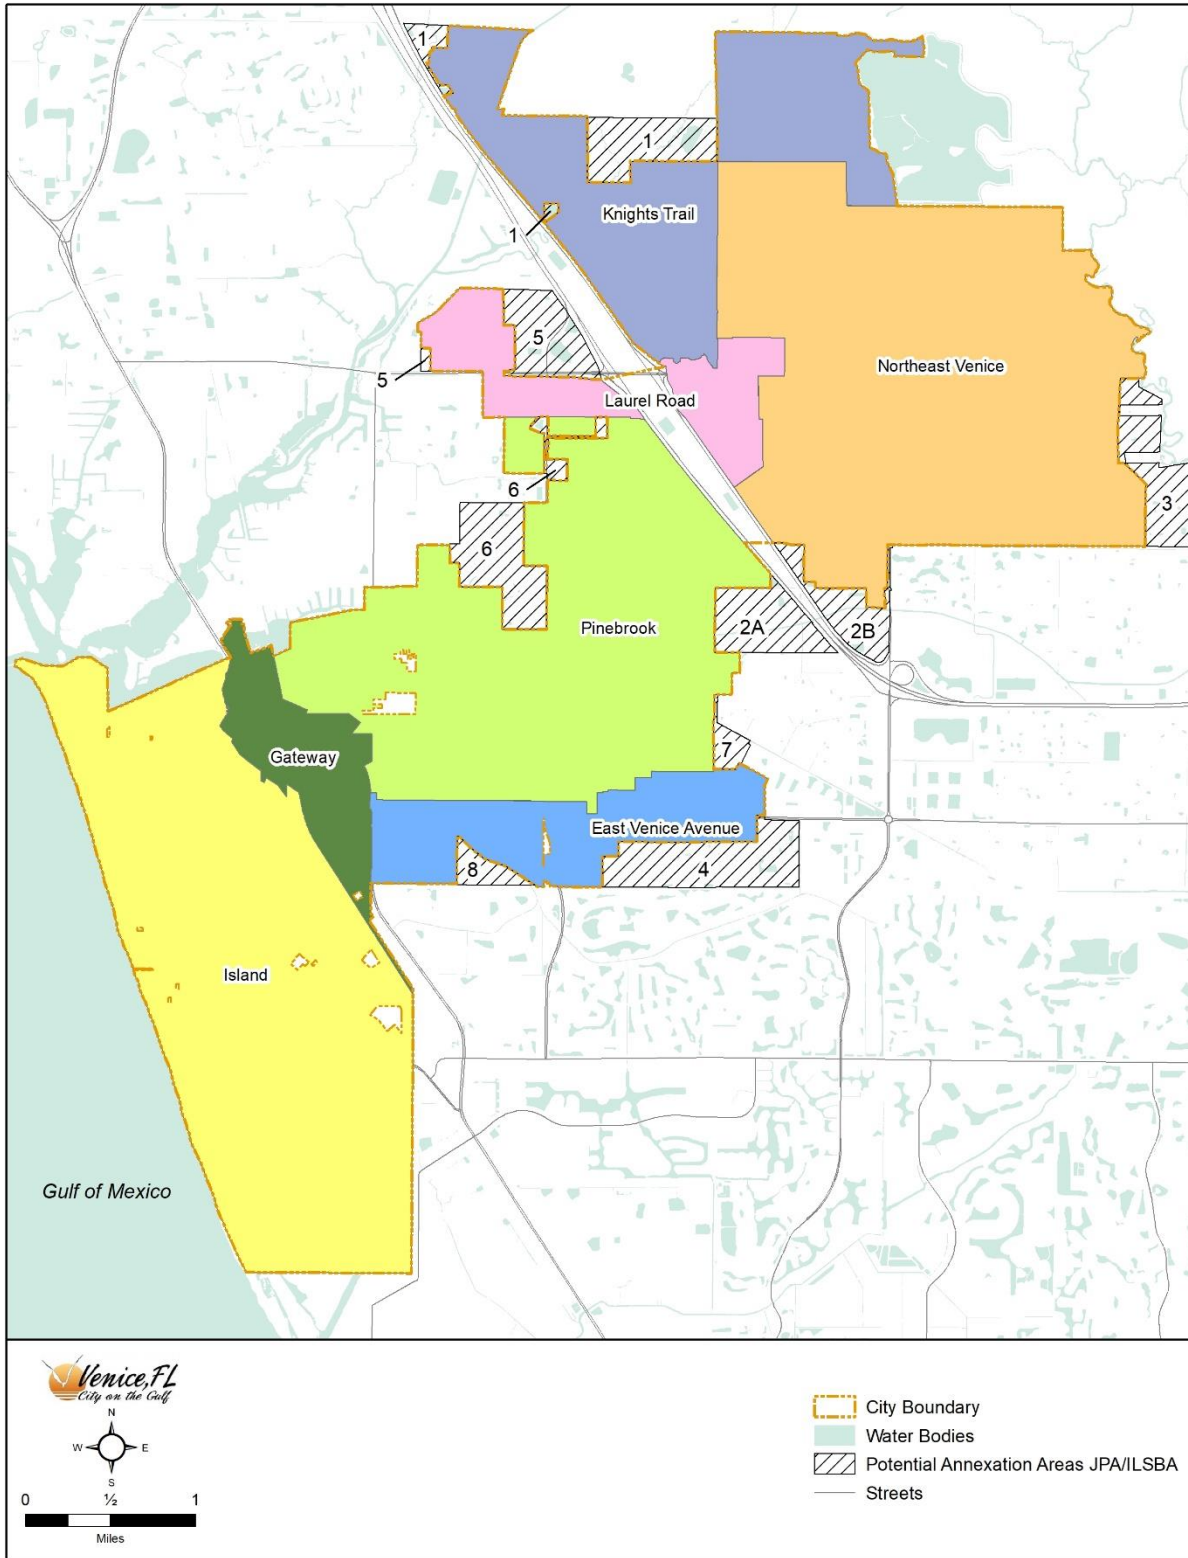 1
1
Knights Trail
1
5
Northeast Venice
5
Laurel Road
6
3
6
Pinebrook
2A
2B
7
Gateway
East Venice Avenue
8
4
Island
Gulf of Mexico
Venice, FL
City on the Gulf
N
W E
S
0 ½ 1
Miles
City Boundary
Water Bodies
Potential Annexation Areas JPA/ILSBA
Streets